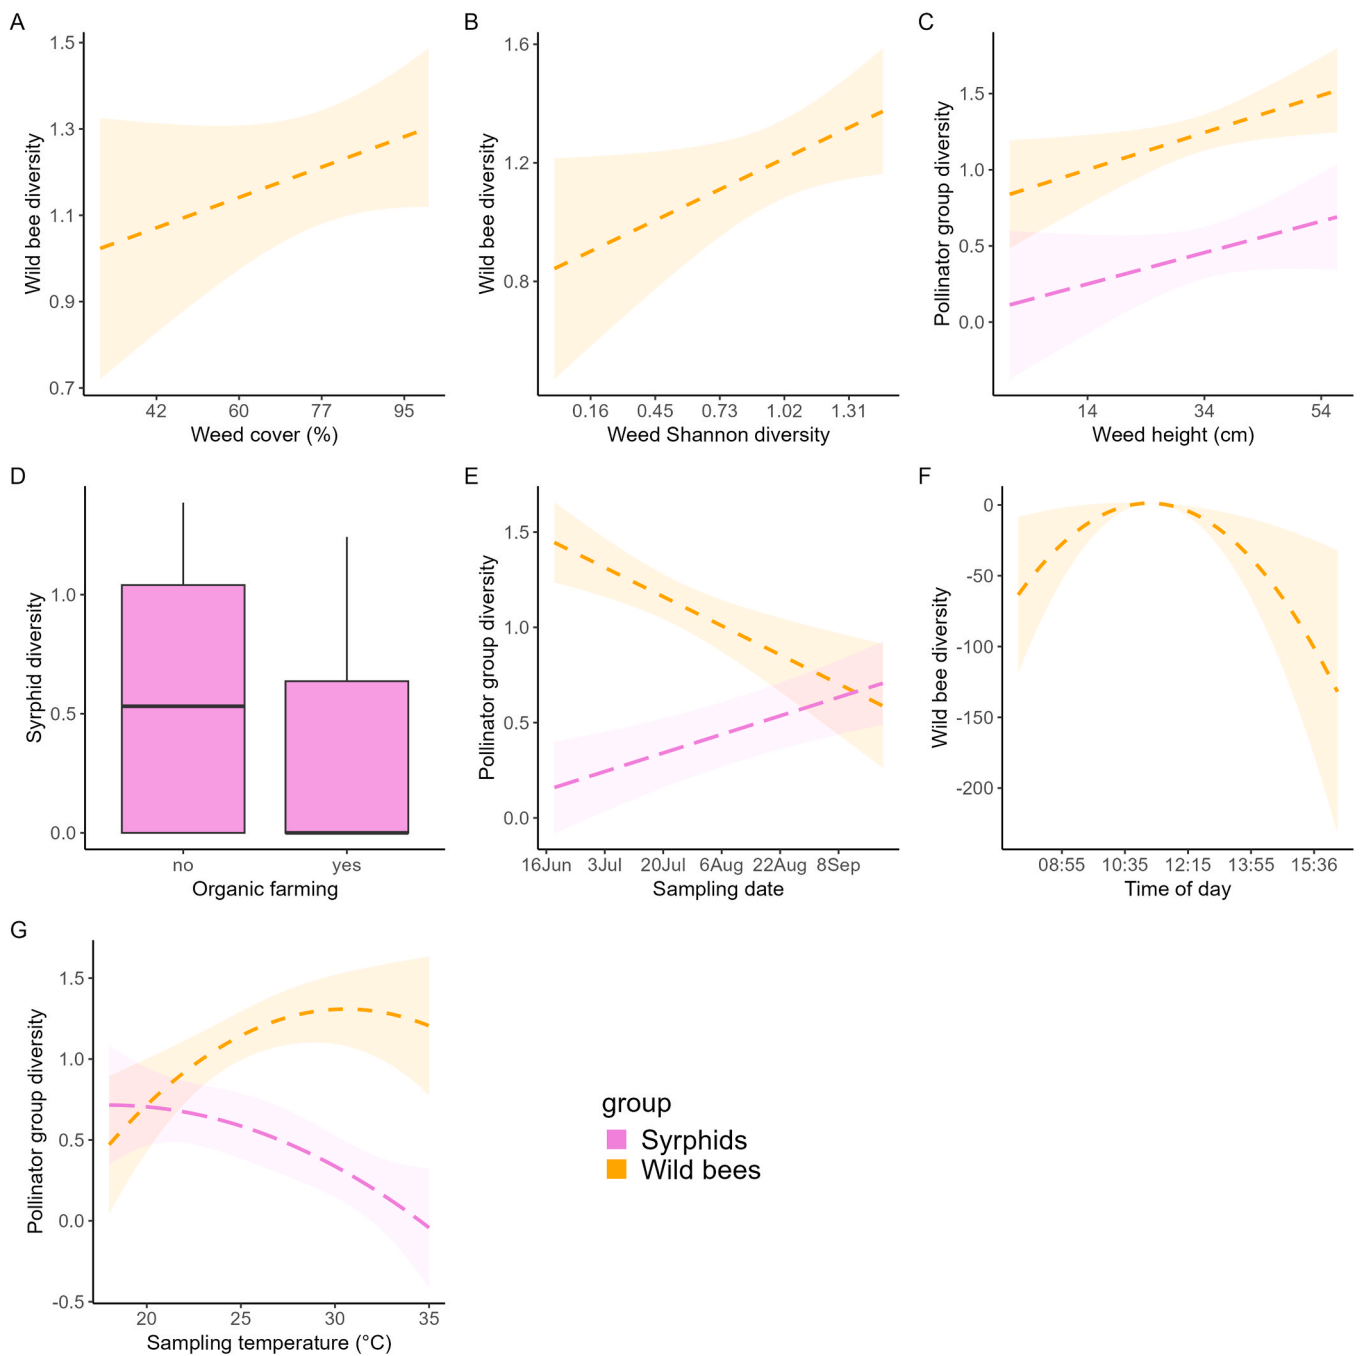 A
Wild bee diversity
1.5
1.3
1.1
0.9
0.7
42 60 77 95
Weed cover (%)
B
Wild bee diversity
1.6
1.2
0.8
0.16 0.45 0.73 1.02 1.31
Weed Shannon diversity
C
Pollinator group diversity
1.5
1.0
0.5
0.0
14 34 54
Weed height (cm)
D
Syrphid diversity
1.0
0.5
0.0
no yes
Organic farming
E
Pollinator group diversity
1.5
1.0
0.5
0.0
16Jun 3Jul 20Jul 6Aug 22Aug 8Sep
Sampling date
F
Wild bee diversity
0
-50
-100
-150
-200
08:55 10:35 12:15 13:55 15:36
Time of day
G
Pollinator group diversity
1.5
1.0
0.5
0.0
-0.5
20 25 30 35
Sampling temperature (°C)
group
Syrphids
Wild bees